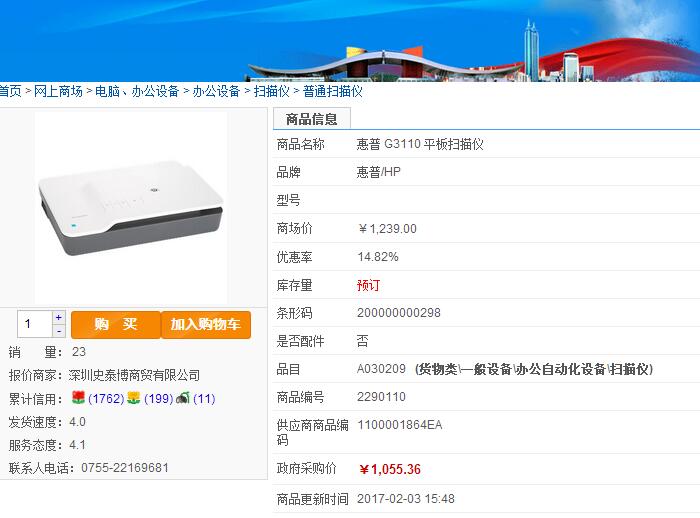 首页 > 网上商场 > 电脑、办公设备 > 办公设备 > 扫描仪 > 普通扫描仪
商品信息
商品名称 惠普 G3110 平板扫描仪
品牌 惠普/HP
型号
商场价 ￥1,239.00
优惠率 14.82%
库存量 预订
条形码 200000000298
是否配件 否
品目 A030209 (货物类\一般设备\办公自动化设备\扫描仪)
商品编号 2290110
供应商商品编码 1100001864EA
政府采购价 ￥1,055.36
商品更新时间 2017-02-03 15:48
1 + - 购 买 加入购物车
销 量： 23
报价商家：深圳史泰博商贸有限公司
累计信用： (1762) (199) (11)
发货速度：4.0
服务态度：4.1
联系人电话：0755-22169681